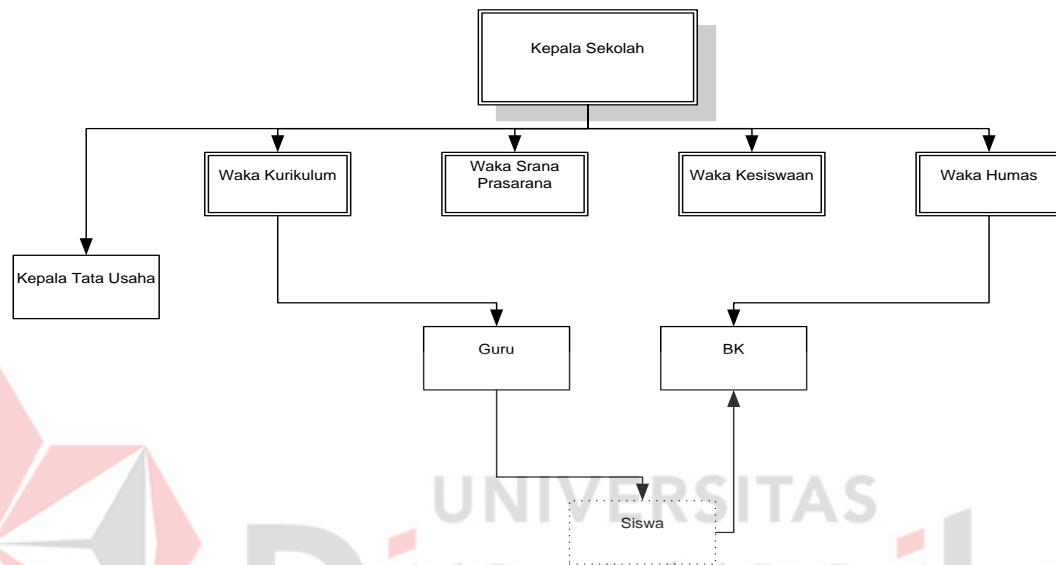 Kepala Sekolah
Waka Kurikulum
Waka Srana
Prasarana
Waka Kesiswaan
Waka Humas
Kepala Tata Usaha
Guru
BK
UNIVERSITAS
Siswa